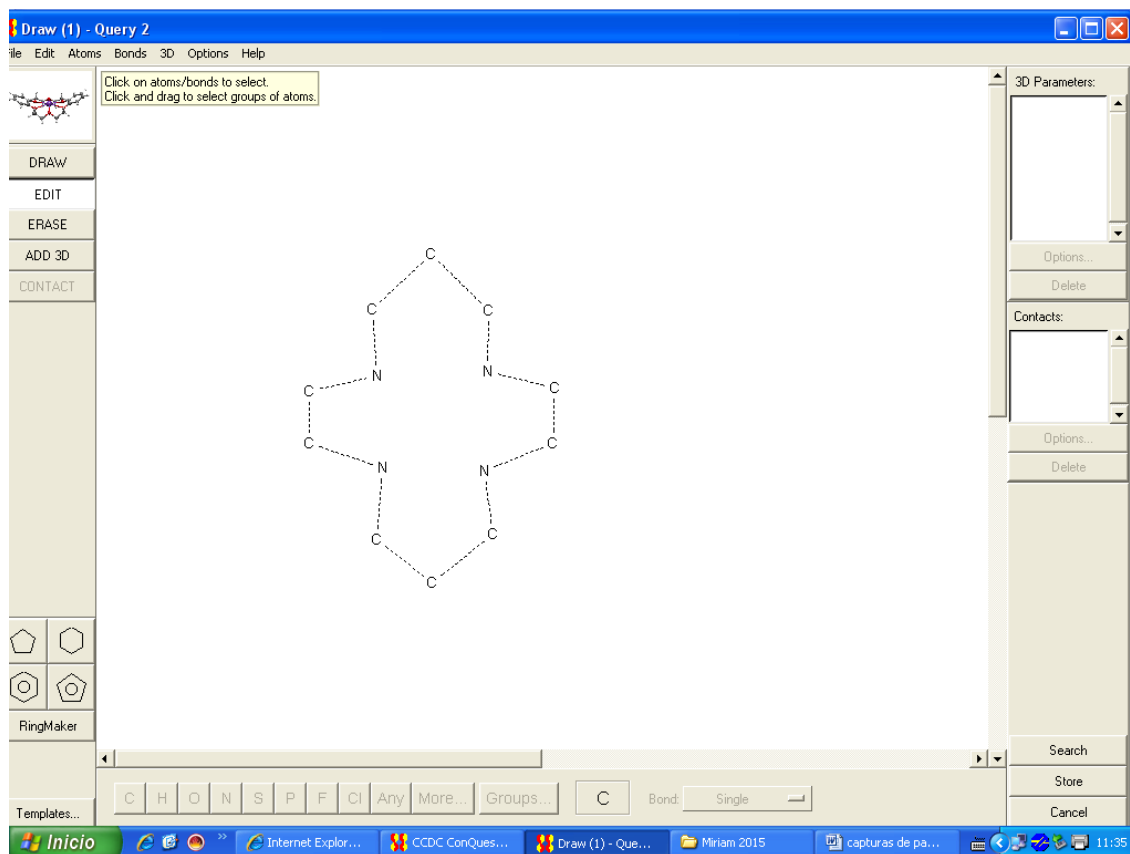 Draw (1) - Query 2
ile Edit Atoms Bonds 3D Options Help
Click on atoms/bonds to select.
Click and drag to select groups of atoms.
3D Parameters:
DRAW
EDIT
ERASE
ADD 3D
CONTACT
Options...
Delete
Contacts:
Options...
Delete
C
C C
N N
C C
C C
N N
C C
C
RingMaker
Templates...
C H O N S P F Cl Any More... Groups... C Bond: Single
Search
Store
Cancel
Inicio
Internet Explor...
CCDC ConQues...
Draw (1) - Que...
Miriam 2015
capturas de pa...
11:35